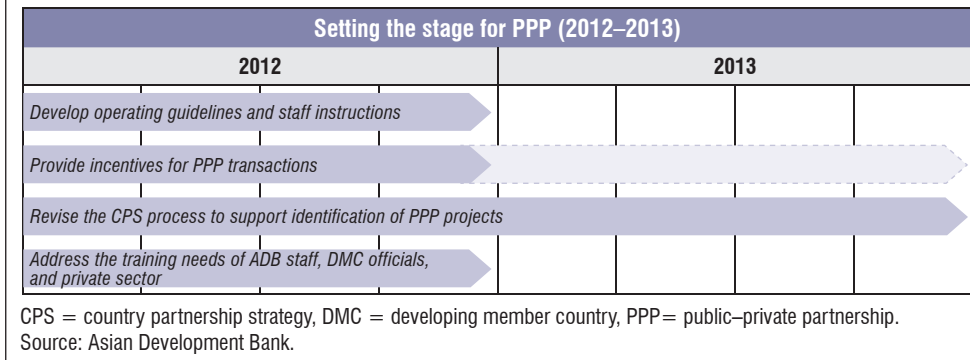 Setting the stage for PPP (2012–2013)
2012 2013
Develop operating guidelines and staff instructions
Provide incentives for PPP transactions
Revise the CPS process to support identification of PPP projects
Address the training needs of ADB staff, DMC officials,
and private sector
CPS = country partnership strategy, DMC = developing member country, PPP= public–private partnership.
Source: Asian Development Bank.